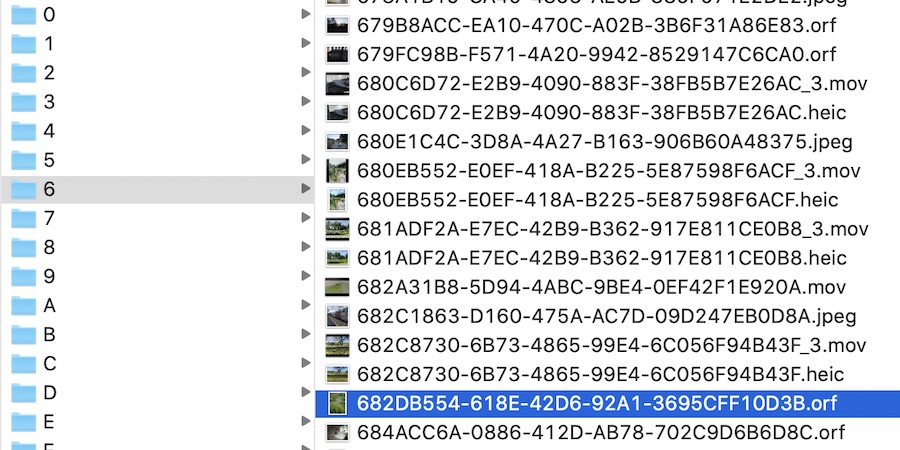 0
1
2
3
4
5
6
7
8
9
A
B
C
D
E
679B8ACC-EA10-470C-A02B-3B6F31A86E83.orf
679FC98B-F571-4A20-9942-8529147C6CA0.orf
680C6D72-E2B9-4090-883F-38FB5B7E26AC_3.mov
680C6D72-E2B9-4090-883F-38FB5B7E26AC.heic
680E1C4C-3D8A-4A27-B163-906B60A48375.jpeg
680EB552-E0EF-418A-B225-5E87598F6ACF_3.mov
680EB552-E0EF-418A-B225-5E87598F6ACF.heic
681ADF2A-E7EC-42B9-B362-917E811CE0B8_3.mov
681ADF2A-E7EC-42B9-B362-917E811CE0B8.heic
682A31B8-5D94-4ABC-9BE4-0EF42F1E920A.mov
682C1863-D160-475A-AC7D-09D247EB0D8A.jpeg
682C8730-6B73-4865-99E4-6C056F94B43F_3.mov
682C8730-6B73-4865-99E4-6C056F94B43F.heic
682DB554-618E-42D6-92A1-3695CFF10D3B.orf
684ACC6A-0886-412D-AB78-702C9D6B6D8C.orf